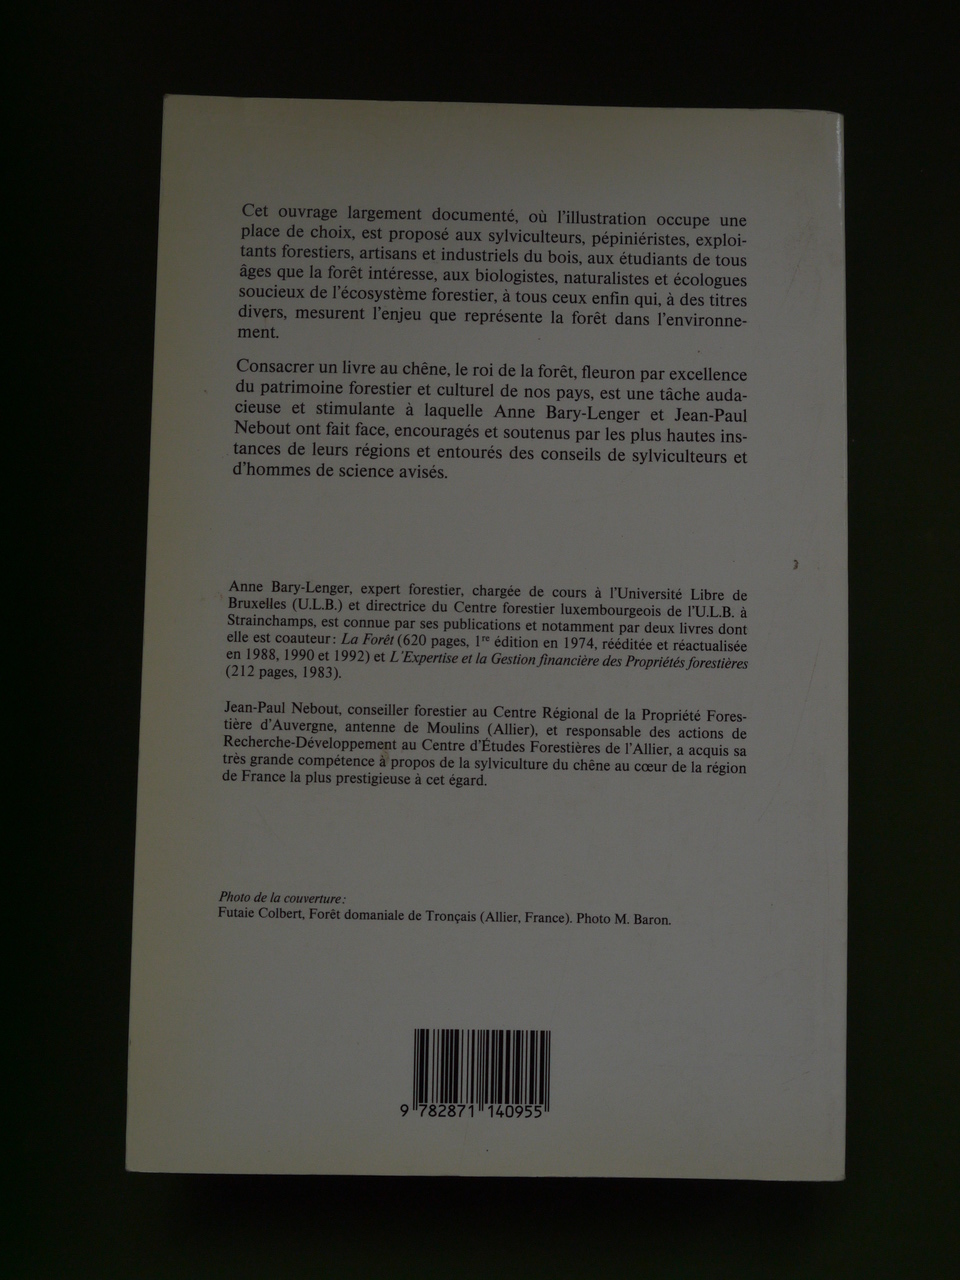 Cet ouvrage largement documenté, où l'illustration occupe une
place de choix, est proposé aux sylviculteurs, pépiniéristes, exploi-
tants forestiers, artisans et industriels du bois, aux étudiants de tous
âges que la forêt intéresse, aux biologistes, naturalistes et écologues
soucieux de l'écosystème forestier, à tous ceux enfin qui, à des titres
divers, mesurent l'enjeu que représente la forêt dans l'environne-
ment.
Consacrer un livre au chêne, le roi de la forêt, fleuron par excellence
du patrimoine forestier et culturel de nos pays, est une tâche auda-
cieuse et stimulante à laquelle Anne Bary-Lenger et Jean-Paul
Nebout ont fait face, encouragés et soutenus par les plus hautes ins-
tances de leurs régions et entourés des conseils de sylviculteurs et
d'hommes de science avisés.
Anne Bary-Lenger, expert forestier, chargée de cours à l'Université Libre de
Bruxelles (U.L.B.) et directrice du Centre forestier luxembourgeois de l'U.L.B. à
Strainchamps, est connue par ses publications et notamment par deux livres dont
elle est coauteur: La Forêt (620 pages, 1re édition en 1974, rééditée et réactualisée
en 1988, 1990 et 1992) et L'Expertise et la Gestion financière des Propriétés forestières
(212 pages, 1983).
Jean-Paul Nebout, conseiller forestier au Centre Régional de la Propriété Fores-
tière d'Auvergne, antenne de Moulins (Allier), et responsable des actions de
Recherche-Développement au Centre d'Études Forestières de l'Allier, a acquis sa
très grande compétence à propos de la sylviculture du chêne au cœur de la région
de France la plus prestigieuse à cet égard.
Photo de la couverture:
Futaie Colbert, Forêt domaniale de Tronçais (Allier, France). Photo M. Baron.
9 782871 140955